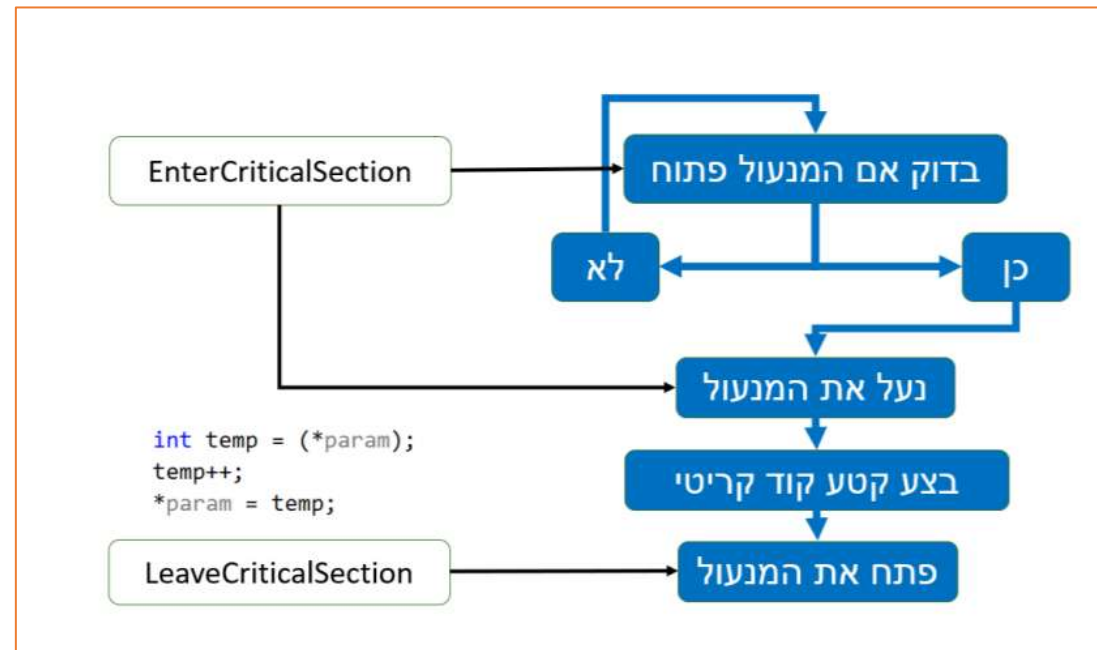 EnterCriticalSection
בדוק אם המנעול פתוח
לא
כן
נעל את המנעול
int temp = (*param);
temp++;
*param = temp;
בצע קטע קוד קריטי
LeaveCriticalSection
פתח את המנעול